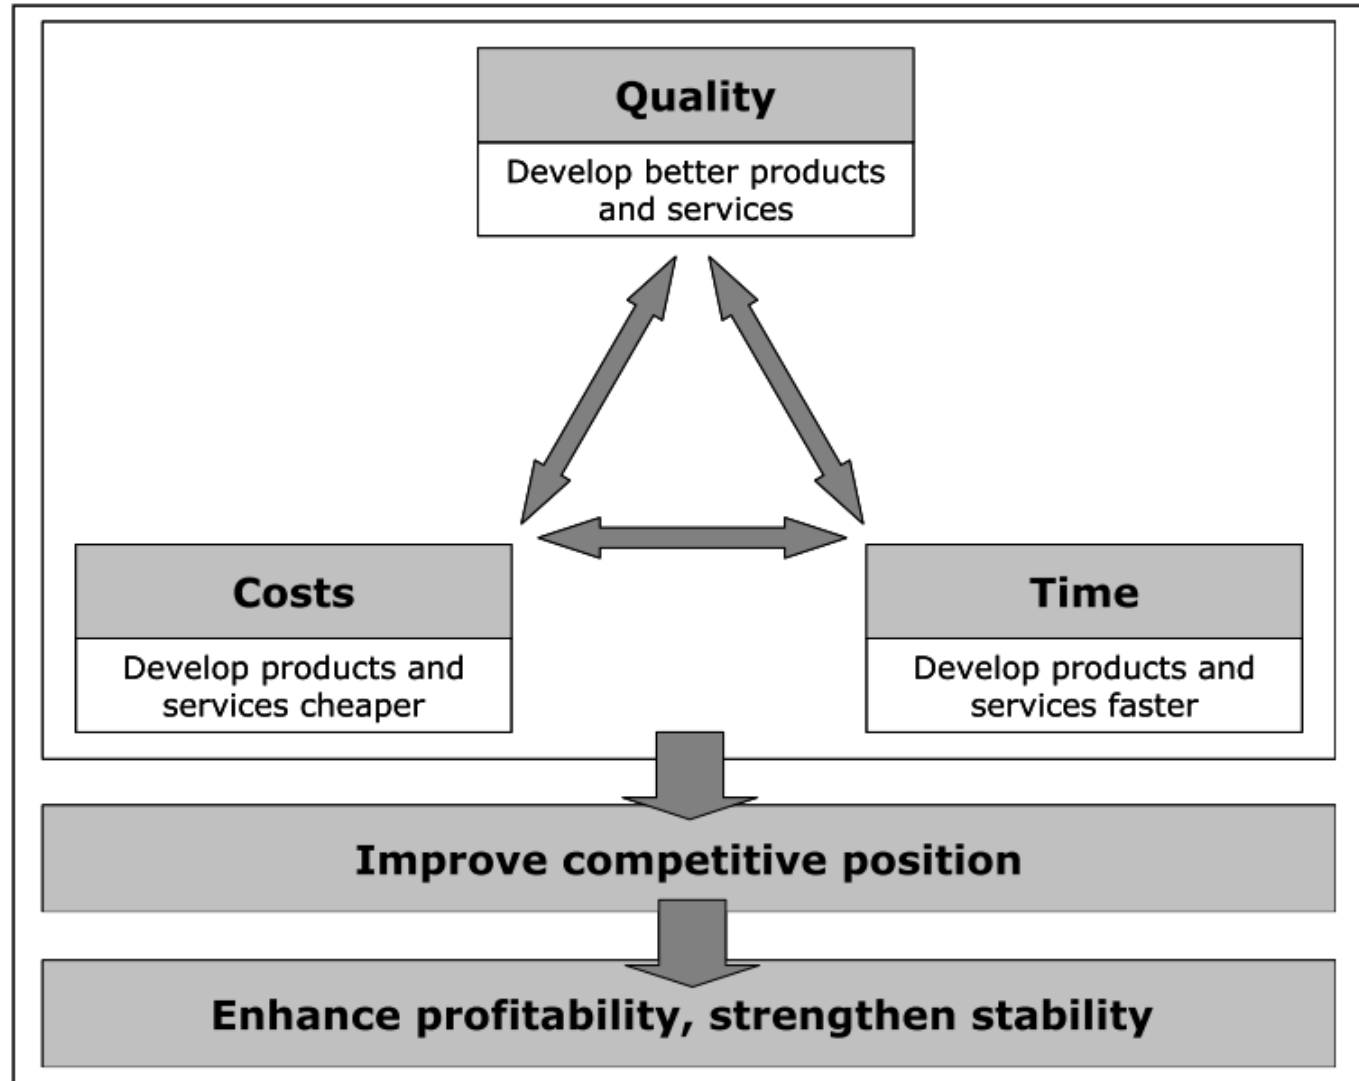 Quality
Develop better products
and services
Costs
Develop products and
services cheaper
Time
Develop products and
services faster
Improve competitive position
Enhance profitability, strengthen stability